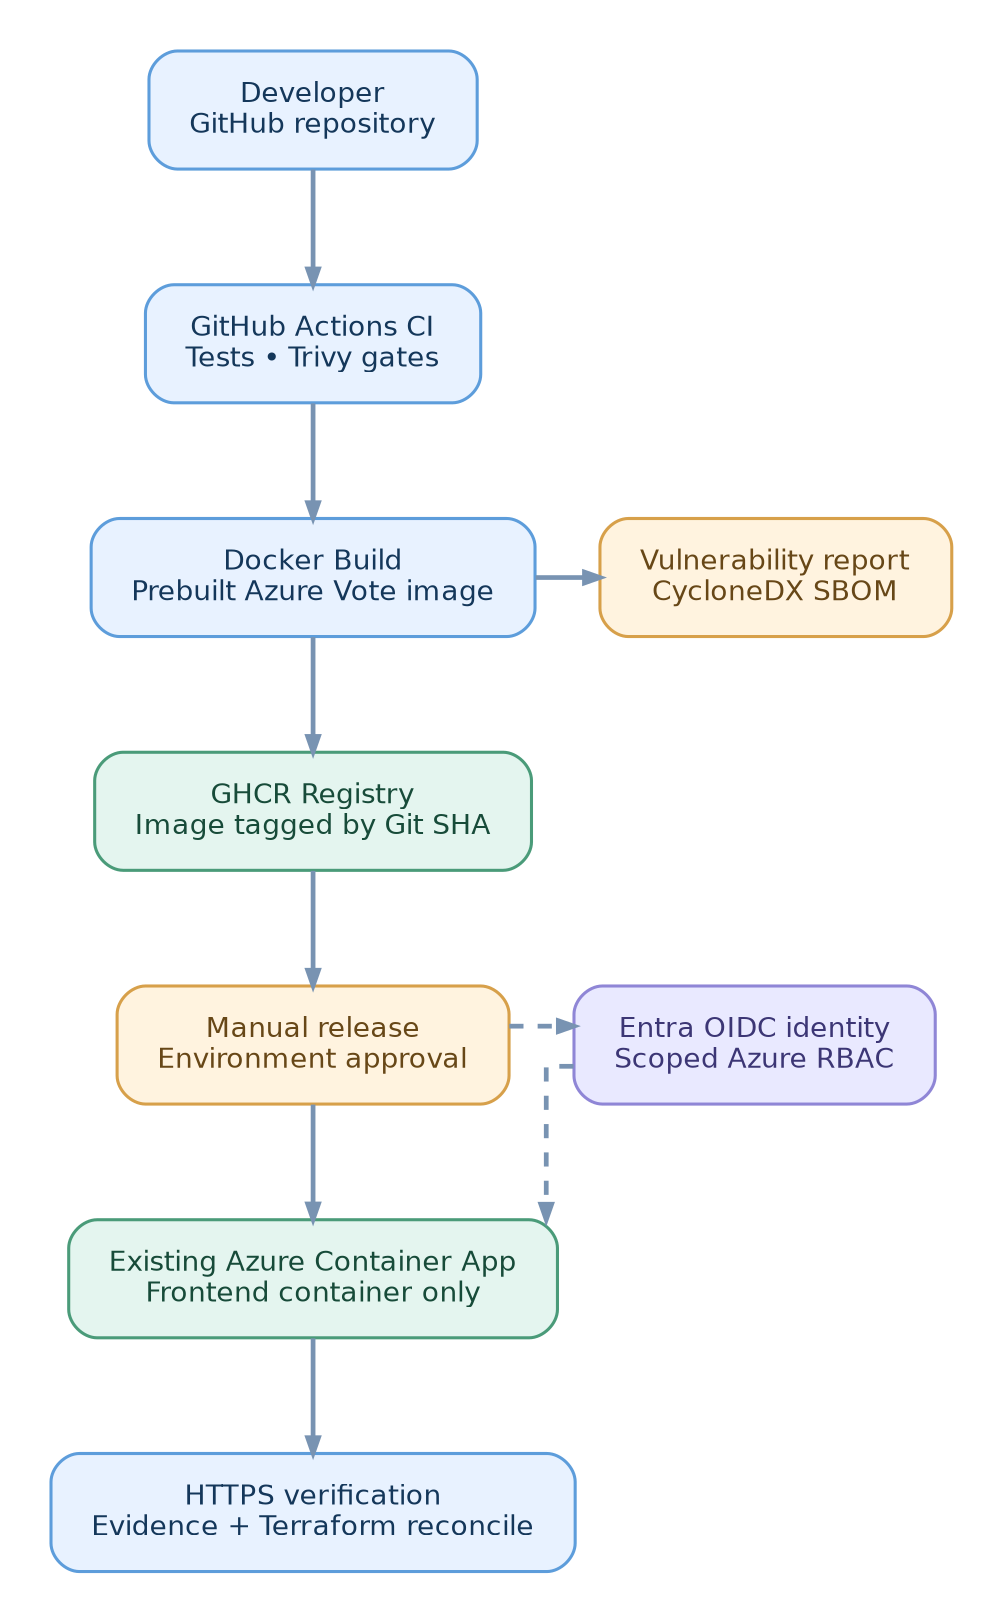 Developer
GitHub repository
GitHub Actions CI
Tests • Trivy gates
Docker Build
Prebuilt Azure Vote image
Vulnerability report
CycloneDX SBOM
GHCR Registry
Image tagged by Git SHA
Manual release
Environment approval
Entra OIDC identity
Scoped Azure RBAC
Existing Azure Container App
Frontend container only
HTTPS verification
Evidence + Terraform reconcile